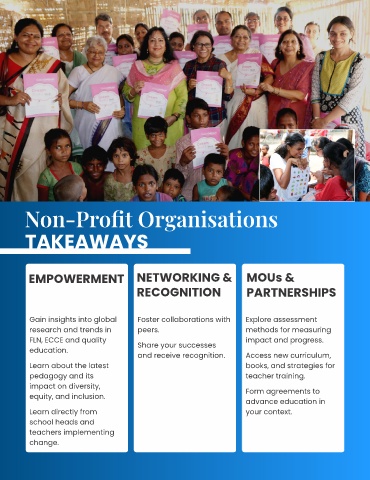 Non-Profit Organisations
TAKEAWAYS
EMPOWERMENT
Gain insights into global
research and trends in
FLN, ECCE and quality
education.
Learn about the latest
pedagogy and its
impact on diversity,
equity, and inclusion.
Learn directly from
school heads and
teachers implementing
change.
NETWORKING &
RECOGNITION
Foster collaborations with
peers.
Share your successes
and receive recognition.
MOUs &
PARTNERSHIPS
Explore assessment
methods for measuring
impact and progress.
Access new curriculum,
books, and strategies for
teacher training.
Form agreements to
advance education in
your context.